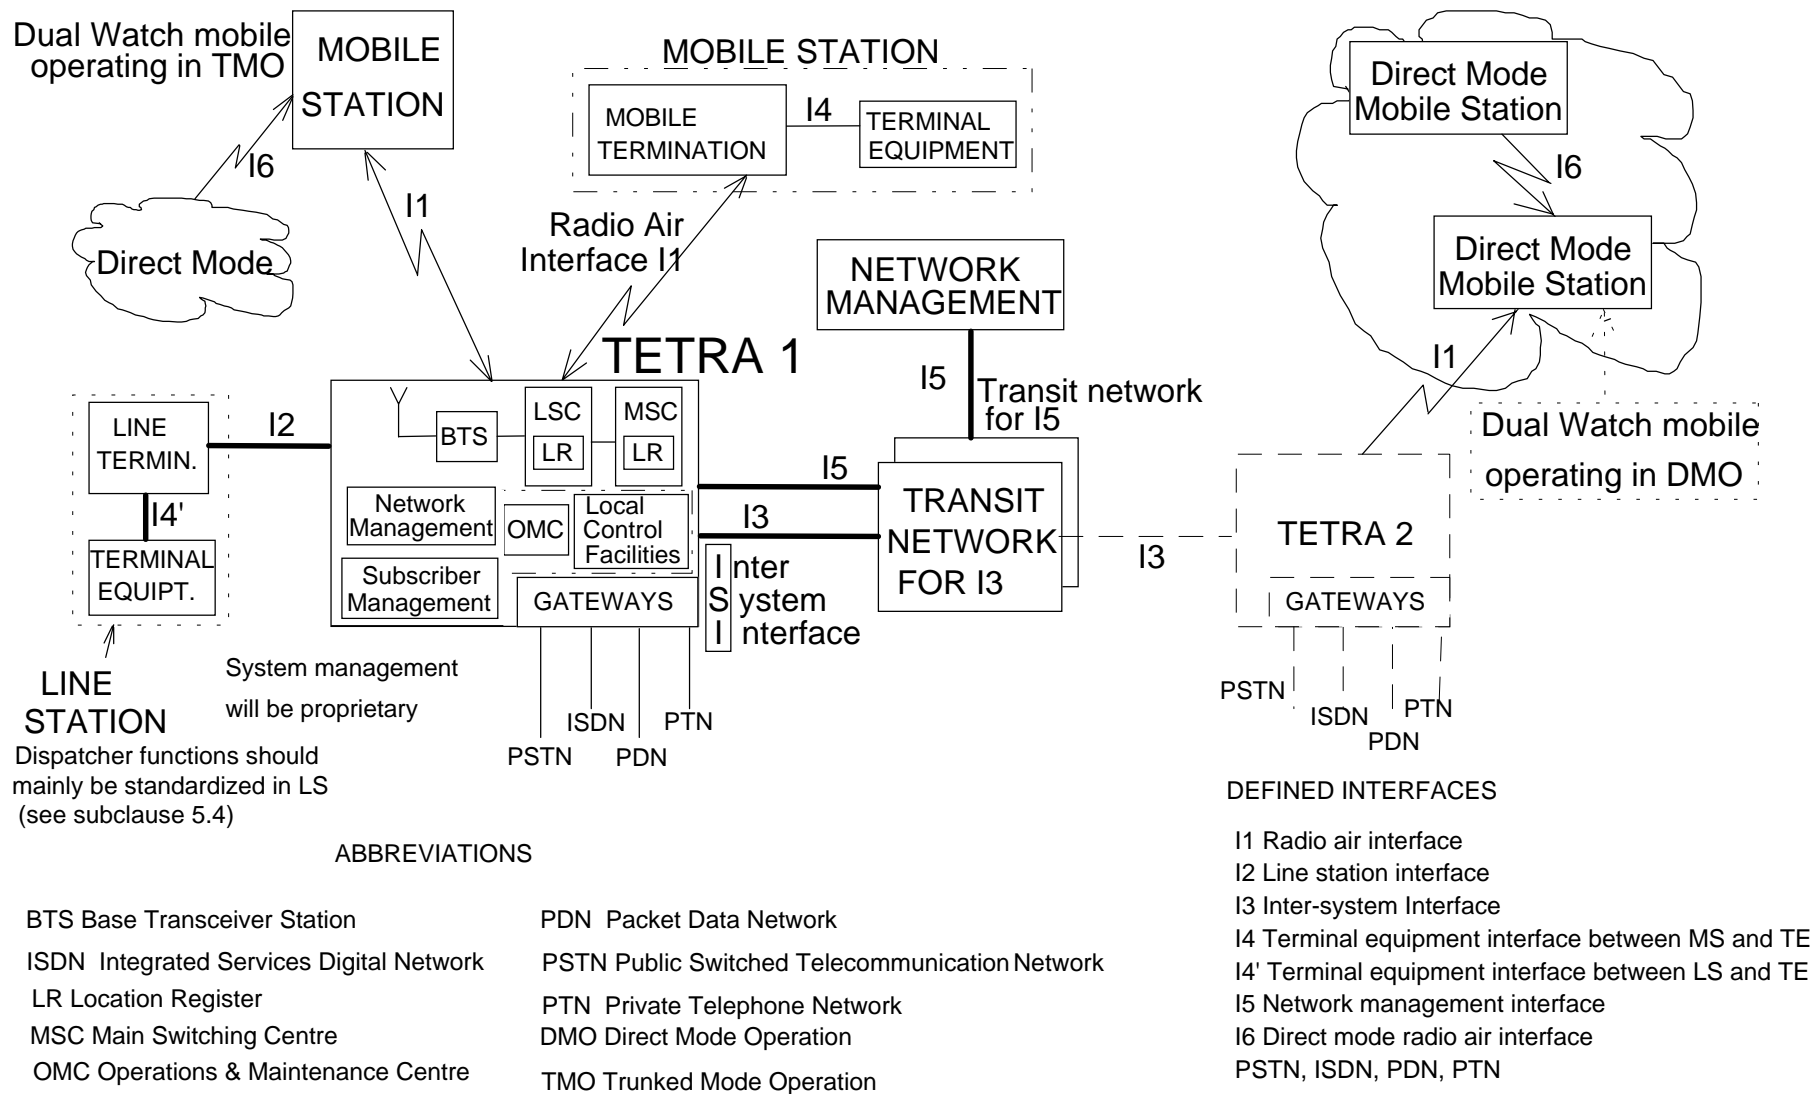 Dual Watch mobile
operating in TMO
MOBILE
STATION
I6
Direct Mode
I1
MOBILE STATION
MOBILE
TERMINATION
I4
TERMINAL
EQUIPMENT
Radio Air
Interface I1
NETWORK
MANAGEMENT
I5
Transit network
for I5
Direct Mode
Mobile Station
I6
Direct Mode
Mobile Station
I1
Dual Watch mobile
operating in DMO
TETRA 1
LINE
TERMIN.
I2
I4'
TERMINAL
EQUIPT.
LINE
STATION
Dispatcher functions should
mainly be standardized in LS
(see subclause 5.4)
BTS
LSC
LR
MSC
LR
Network
Management
OMC
Local
Control
Facilities
Subscriber
Management
GATEWAYS
System management
will be proprietary
PSTN
ISDN
PDN
PTN
I5
I3
Inter
System
Interface
TRANSIT
NETWORK
FOR I3
I3
TETRA 2
GATEWAYS
PSTN
ISDN
PDN
PTN
ABBREVIATIONS
BTS Base Transceiver Station
ISDN Integrated Services Digital Network
LR Location Register
MSC Main Switching Centre
OMC Operations & Maintenance Centre
PDN Packet Data Network
PSTN Public Switched Telecommunication Network
PTN Private Telephone Network
DMO Direct Mode Operation
TMO Trunked Mode Operation
DEFINED INTERFACES
I1 Radio air interface
I2 Line station interface
I3 Inter-system Interface
I4 Terminal equipment interface between MS and TE
I4' Terminal equipment interface between LS and TE
I5 Network management interface
I6 Direct mode radio air interface
PSTN, ISDN, PDN, PTN